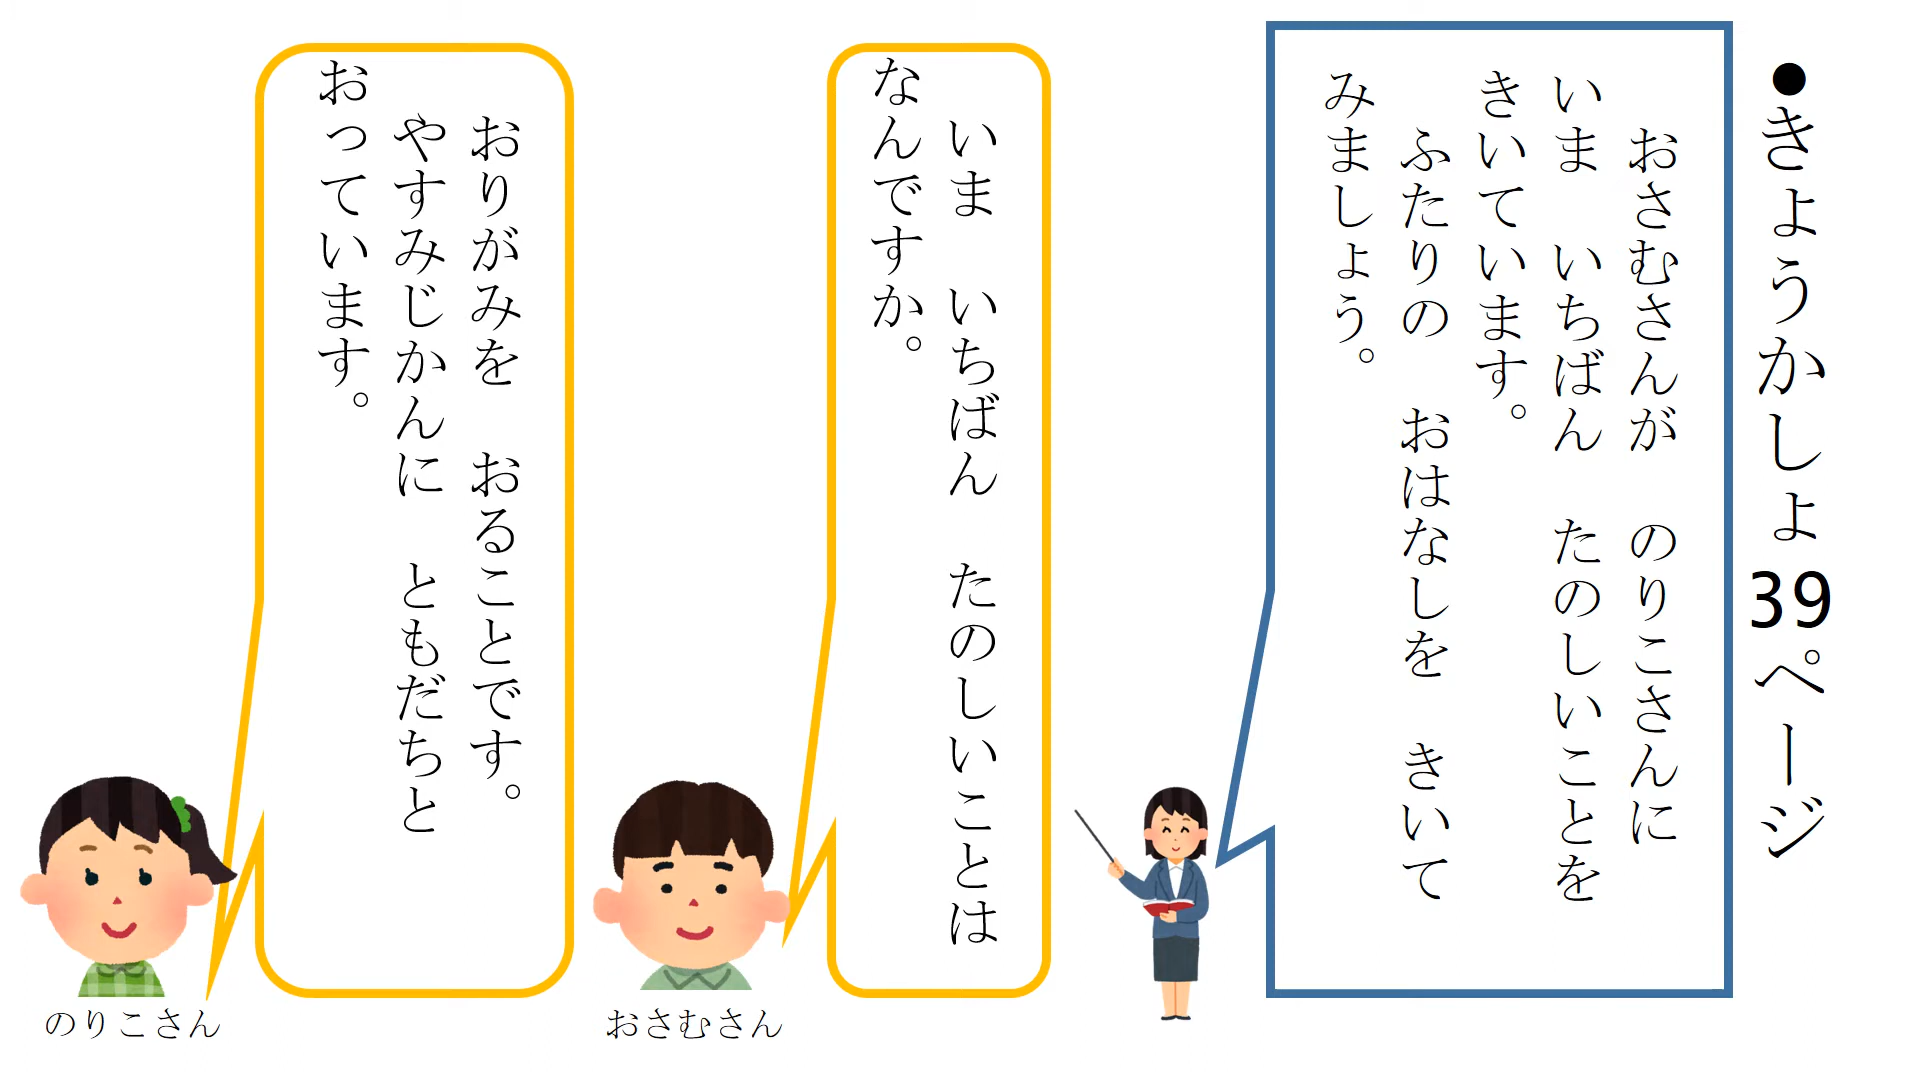 ●きょうかしょ39ページ
おさむさんが　のりこさんに
いま　いちばん　たのしいことを
きいています。
ふたりの　おはなしを　きいて
みましょう。
いま　いちばん　たのしいことは
なんですか。
おさむさん
おりがみを　おることです。
やすみじかんに　ともだちと
おっています。
のりこさん